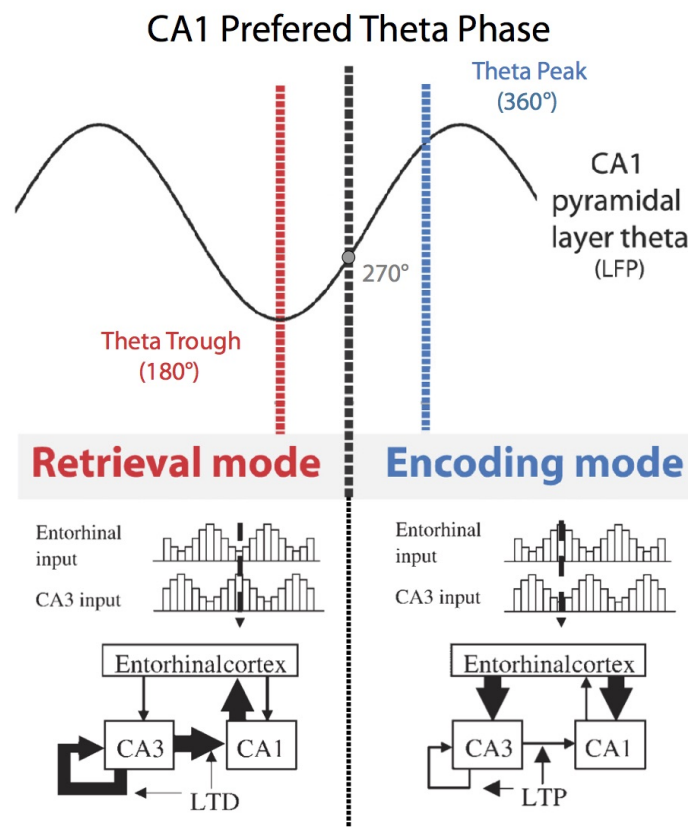 CA1 Prefered Theta Phase
Theta Peak
(360°)
CA1
pyramidal
layer theta
(LFP)
270°
Theta Trough
(180°)
Retrieval mode
Encoding mode
Entorhinal
input
CA3 input
Entorhinalcortex
CA3
CA1
LTD
Entorhinal
input
CA3 input
Entorhinalcortex
CA3
CA1
LTP